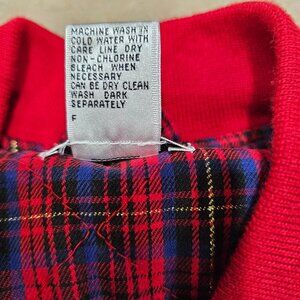 MACHINE WASH IN
COLD WATER WITH
CARE LINE DRY
NON-CHLORINE
BLEACH WHEN
NECESSARY
CAN BE DRY CLEAN
WASH DARK
SEPARATELY
F